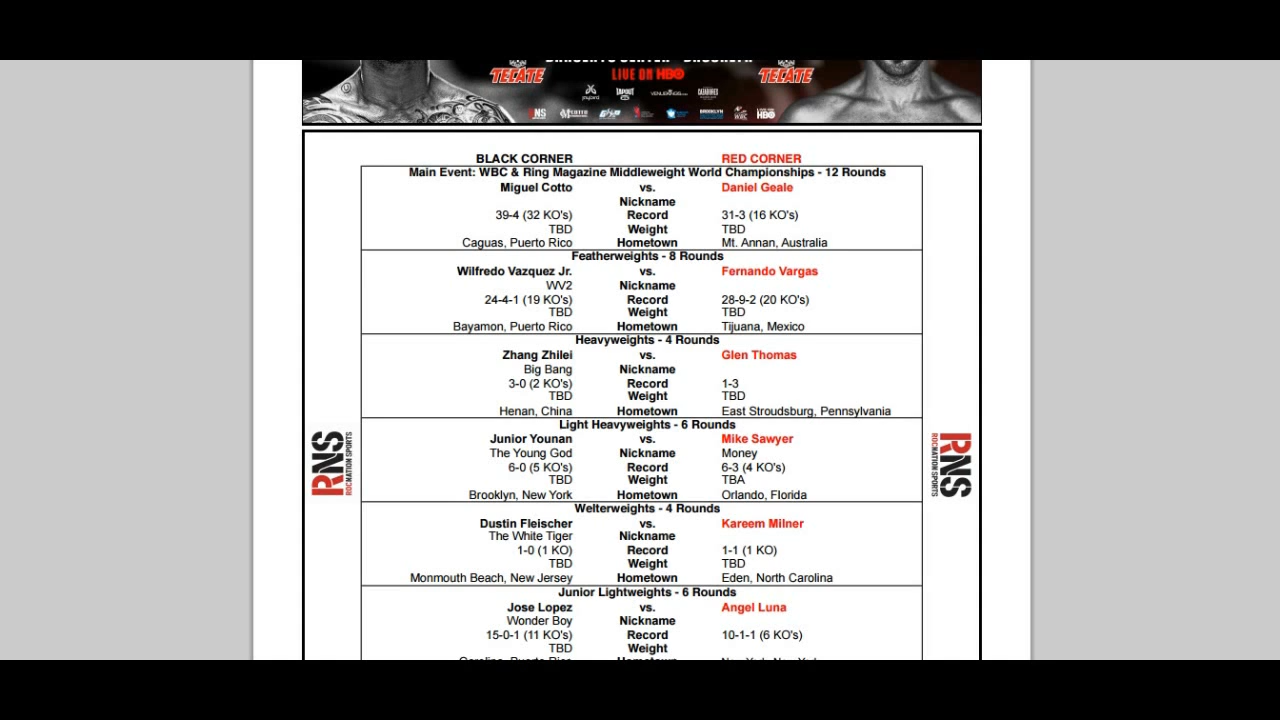 TECATE LIVE ON HBO TECATE
TAPOUT
RNS HBO
BLACK CORNER RED CORNER
Main Event: WBC & Ring Magazine Middleweight World Championships - 12 Rounds
Miguel Cotto vs. Daniel Geale
Nickname
39-4 (32 KO's) Record 31-3 (16 KO's)
TBD Weight TBD
Caguas, Puerto Rico Hometown Mt. Annan, Australia
Featherweights - 8 Rounds
Wilfredo Vazquez Jr. vs. Fernando Vargas
WV2 Nickname
24-4-1 (19 KO's) Record 28-9-2 (20 KO's)
TBD Weight TBD
Bayamon, Puerto Rico Hometown Tijuana, Mexico
Heavyweights - 4 Rounds
Zhang Zhilei vs. Glen Thomas
Big Bang Nickname
3-0 (2 KO's) Record 1-3
TBD Weight TBD
Henan, China Hometown East Stroudsburg, Pennsylvania
Light Heavyweights - 6 Rounds
Junior Younan vs. Mike Sawyer
The Young God Nickname Money
6-0 (5 KO's) Record 6-3 (4 KO's)
TBD Weight TBA
Brooklyn, New York Hometown Orlando, Florida
Welterweights - 4 Rounds
Dustin Fleischer vs. Kareem Milner
The White Tiger Nickname
1-0 (1 KO) Record 1-1 (1 KO)
TBD Weight TBD
Monmouth Beach, New Jersey Hometown Eden, North Carolina
Junior Lightweights - 6 Rounds
Jose Lopez vs. Angel Luna
Wonder Boy Nickname
15-0-1 (11 KO's) Record 10-1-1 (6 KO's)
TBD Weight
RNS
ROCNATION SPORTS
RNS
ROCNATION SPORTS